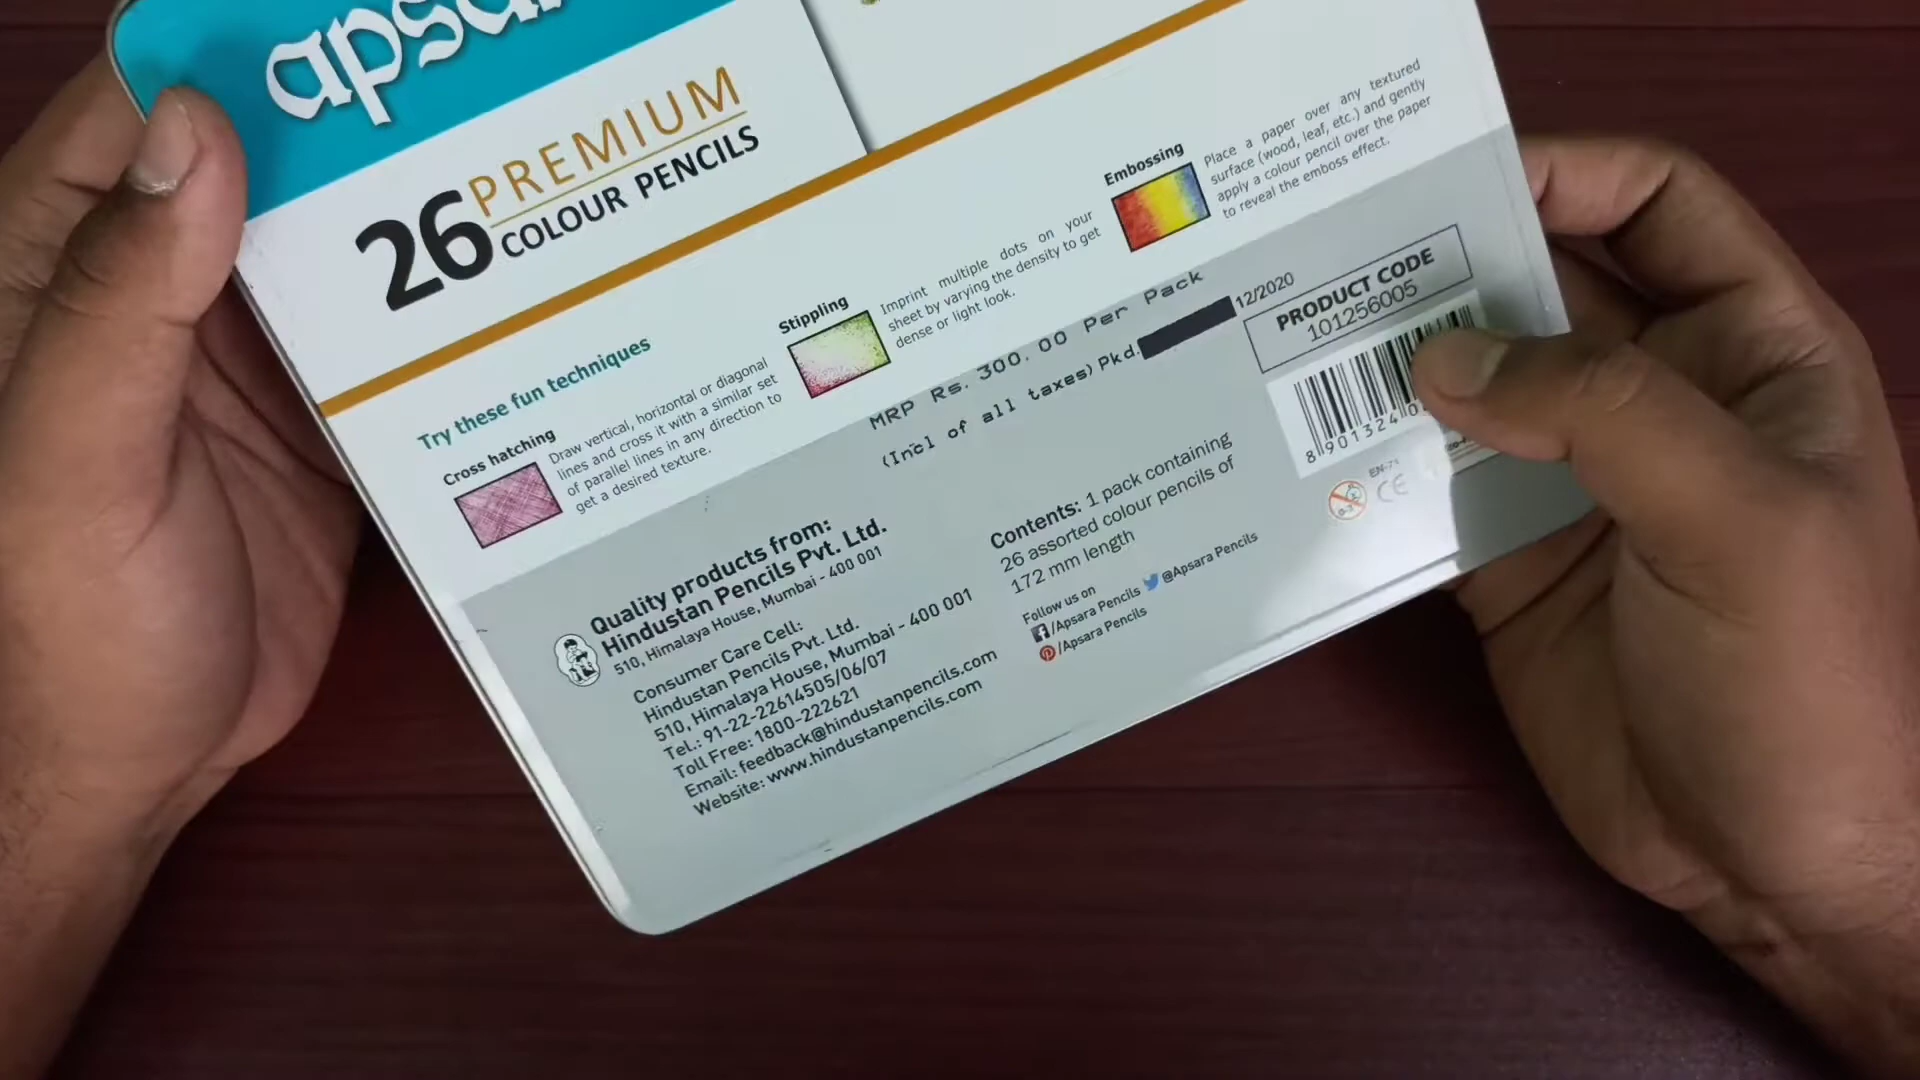 26 PREMIUM
COLOUR PENCILS
Try these fun techniques
Cross hatching
Draw vertical, horizontal or diagonal
lines and cross it with a similar set
of parallel lines in any direction to
get a desired texture.
Stippling
Imprint multiple dots on your
sheet by varying the density to get
dense or light look.
Embossing
Place a paper over any textured
surface (wood, leaf, etc.) and gently
apply a colour pencil over the paper
to reveal the emboss effect.
MRP Rs. 300.00 Per Pack
(Incl of all taxes) Pkd. 12/2020
PRODUCT CODE
101256005
8 901324 0
EN-71
CE
Quality products from:
Hindustan Pencils Pvt. Ltd.
510, Himalaya House, Mumbai - 400 001
Consumer Care Cell:
Hindustan Pencils Pvt. Ltd.
510, Himalaya House, Mumbai - 400 001
Tel.: 91-22-22614505/06/07
Toll Free: 1800-222621
Email: feedback@hindustanpencils.com
Website: www.hindustanpencils.com
Contents: 1 pack containing
26 assorted colour pencils of
172 mm length
Follow us on
/Apsara Pencils @Apsara Pencils
/Apsara Pencils